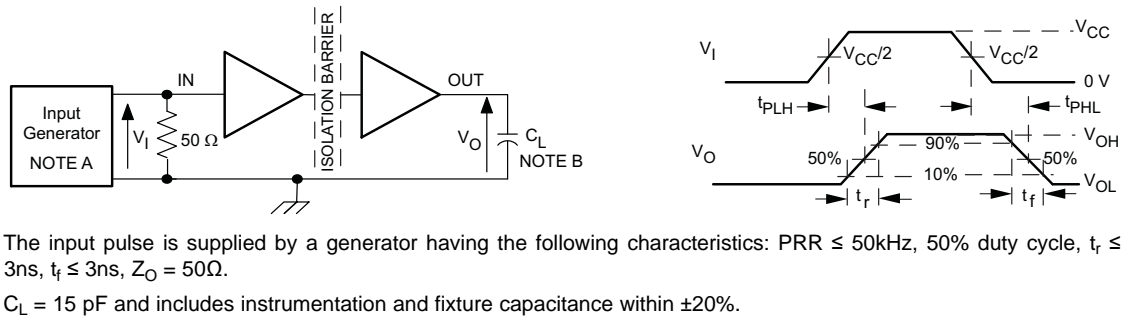 Input
Generator
NOTE A
V_I
50 Ω
IN
ISOLATION BARRIER
OUT
V_O
C_L
NOTE B
V_I
V_CC/2
V_CC/2
V_CC
0 V
t_PLH
t_PHL
V_O
50%
90%
10%
50%
V_OH
V_OL
t_r
t_f
The input pulse is supplied by a generator having the following characteristics: PRR ≤ 50kHz, 50% duty cycle, t_r ≤
3ns, t_f ≤ 3ns, Z_O = 50Ω.
C_L = 15 pF and includes instrumentation and fixture capacitance within ±20%.